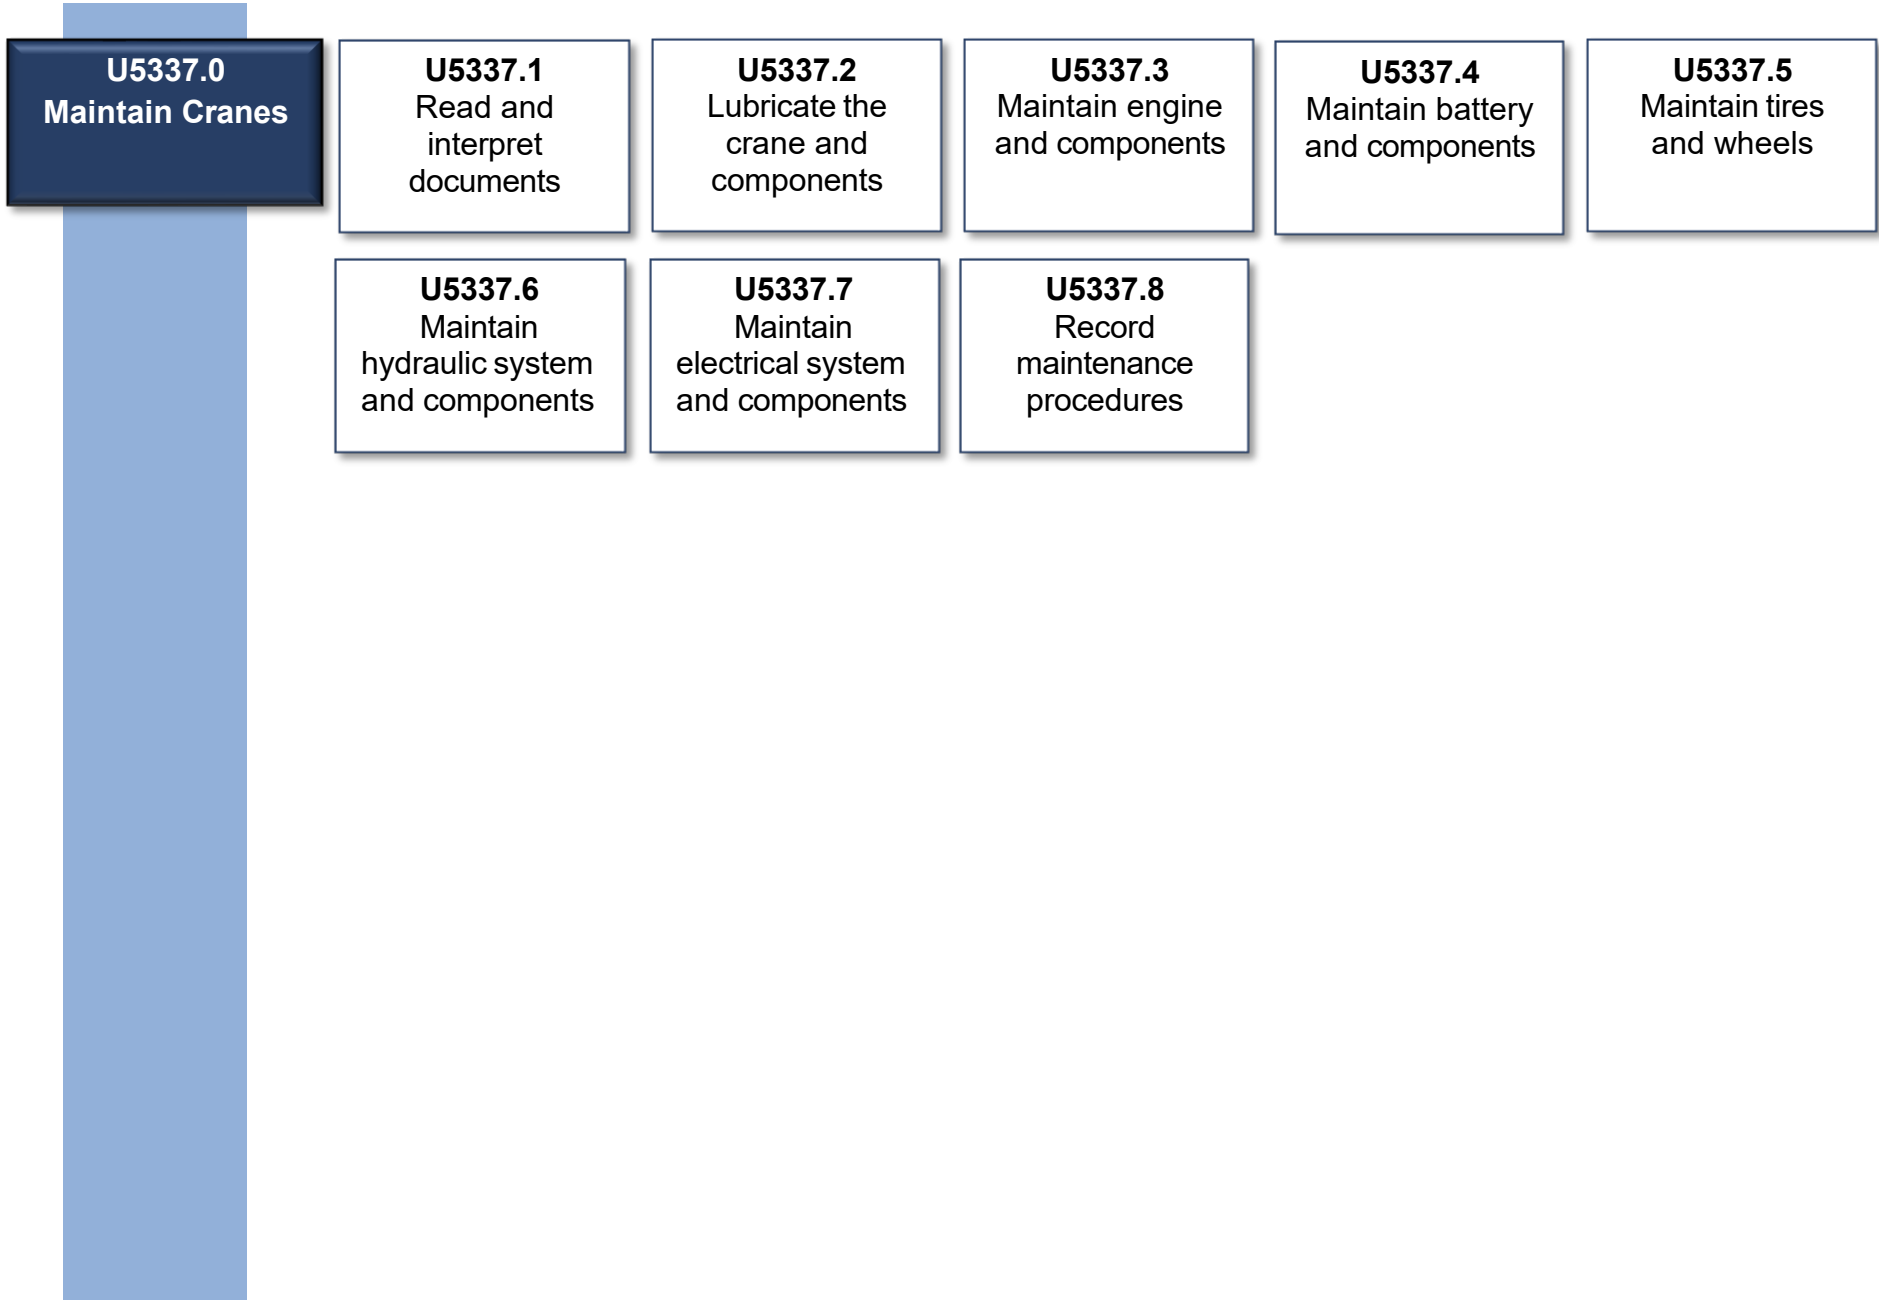 U5337.0
Maintain Cranes
U5337.1
Read and
interpret
documents
U5337.2
Lubricate the
crane and
components
U5337.3
Maintain engine
and components
U5337.4
Maintain battery
and components
U5337.5
Maintain tires
and wheels
U5337.6
Maintain
hydraulic system
and components
U5337.7
Maintain
electrical system
and components
U5337.8
Record
maintenance
procedures